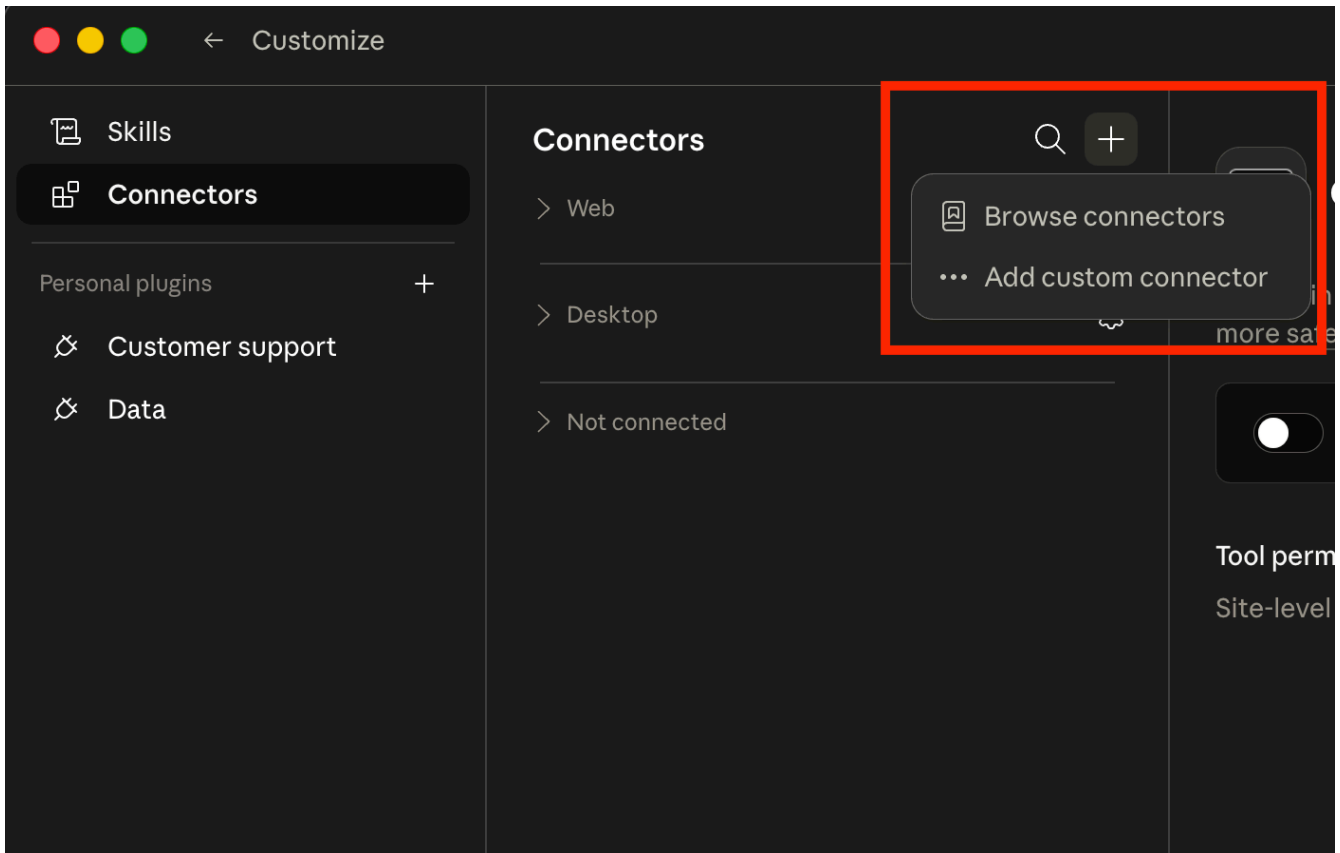 Customize
Skills
Connectors
Personal plugins
Customer support
Data
Connectors
Web
Desktop
Not connected
Browse connectors
Add custom connector
in
more safe
Tool perm
Site-level